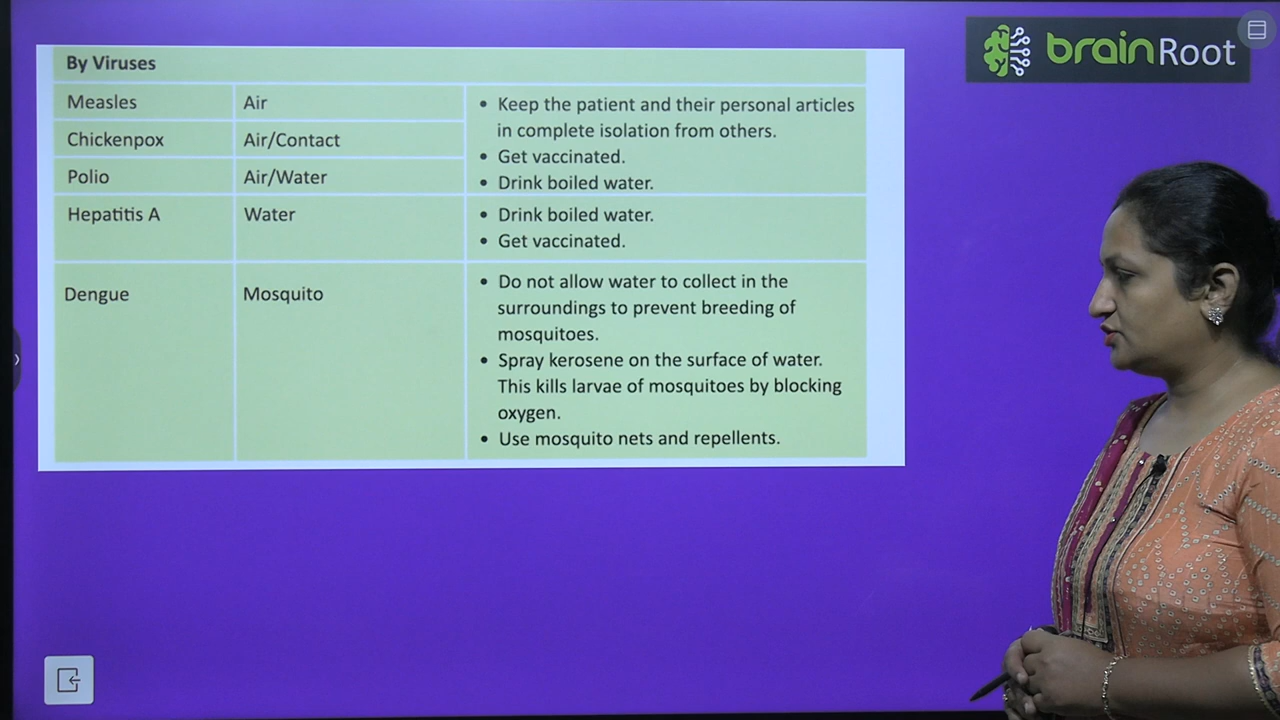 brainRoot
By Viruses
Measles
Air
Chickenpox
Air/Contact
Polio
Air/Water
• Keep the patient and their personal articles
in complete isolation from others.
• Get vaccinated.
• Drink boiled water.
Hepatitis A
Water
• Drink boiled water.
• Get vaccinated.
Dengue
Mosquito
• Do not allow water to collect in the
surroundings to prevent breeding of
mosquitoes.
• Spray kerosene on the surface of water.
This kills larvae of mosquitoes by blocking
oxygen.
• Use mosquito nets and repellents.